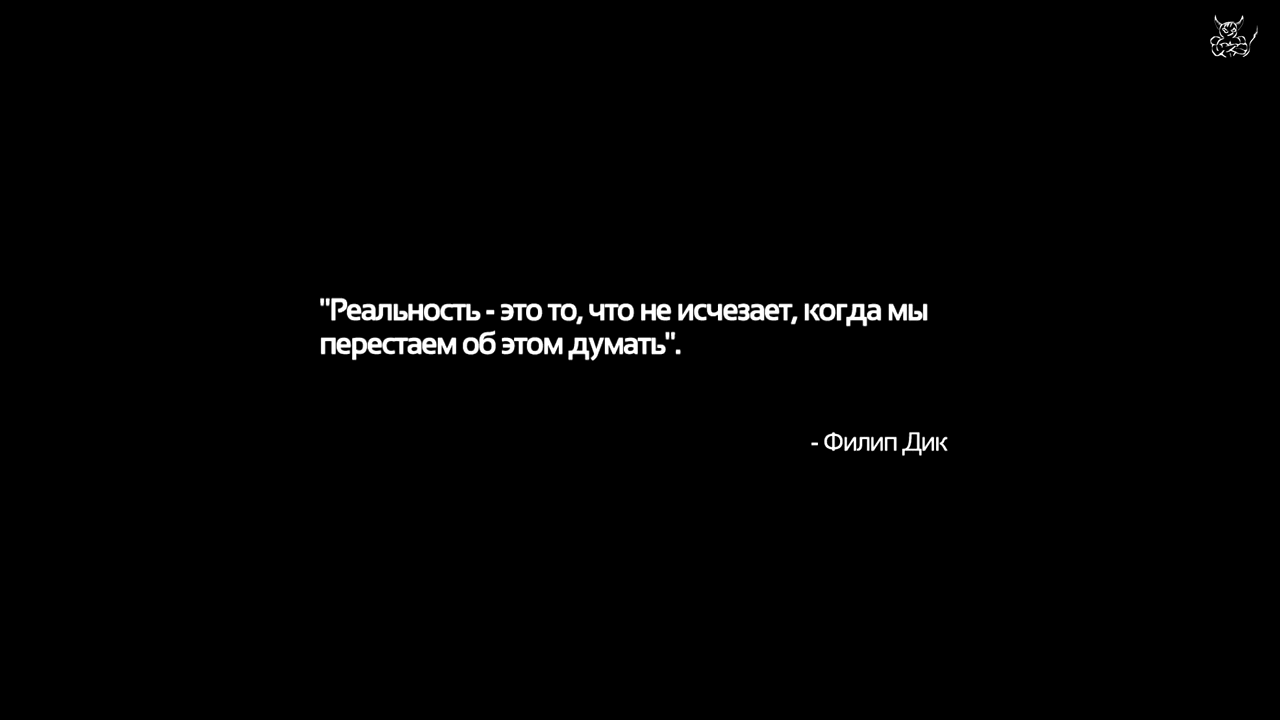 "Реальность - это то, что не исчезает, когда мы
перестаем об этом думать".
- Филип Дик